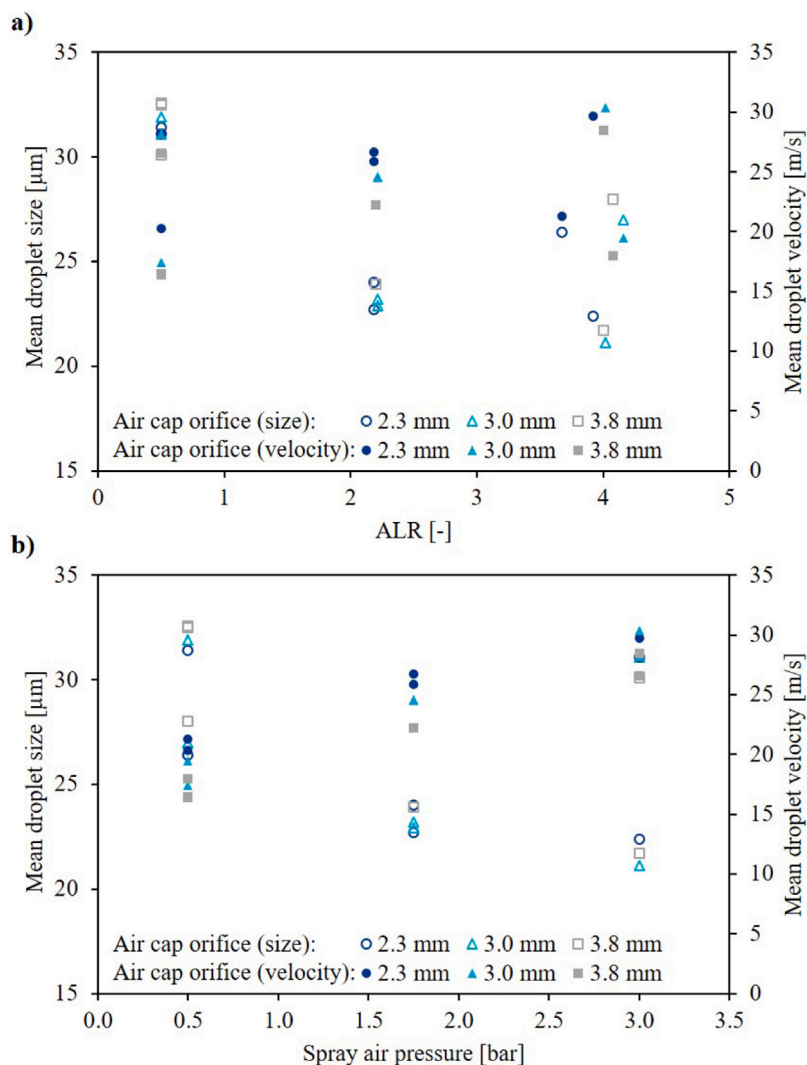 a)
35
30
25
20
15
Mean droplet size [µm]
35
30
25
20
15
10
5
0
Mean droplet velocity [m/s]
Air cap orifice (size): 2.3 mm 3.0 mm 3.8 mm
Air cap orifice (velocity): 2.3 mm 3.0 mm 3.8 mm
0 1 2 3 4 5
ALR [-]
b)
35
30
25
20
15
Mean droplet size [µm]
35
30
25
20
15
10
5
0
Mean droplet velocity [m/s]
Air cap orifice (size): 2.3 mm 3.0 mm 3.8 mm
Air cap orifice (velocity): 2.3 mm 3.0 mm 3.8 mm
0.0 0.5 1.0 1.5 2.0 2.5 3.0 3.5
Spray air pressure [bar]